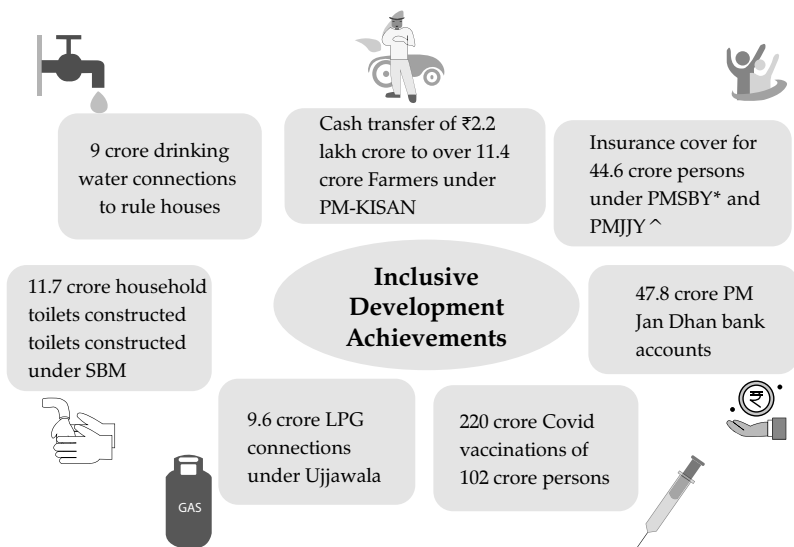 9 crore drinking
water connections
to rule houses
Cash transfer of ₹2.2
lakh crore to over 11.4
crore Farmers under
PM-KISAN
Insurance cover for
44.6 crore persons
under PMSBY* and
PMJJY^
Inclusive
Development
Achievements
11.7 crore household
toilets constructed
toilets constructed
under SBM
47.8 crore PM
Jan Dhan bank
accounts
₹
9.6 crore LPG
connections
under Ujjawala
220 crore Covid
vaccinations of
102 crore persons
GAS